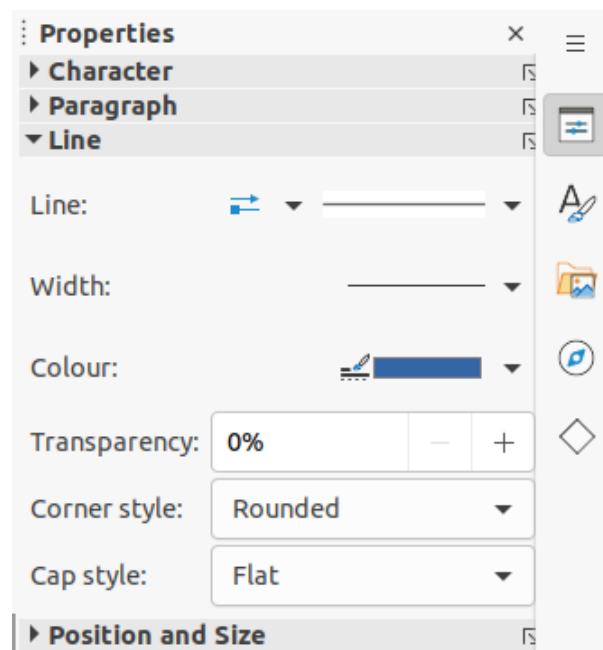 Properties
Character
Paragraph
Line
Line:
Width:
Colour:
Transparency: 0%
Corner style: Rounded
Cap style: Flat
Position and Size